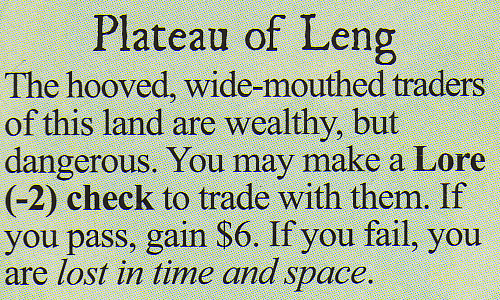 Plateau of Leng
The hooved, wide-mouthed traders
of this land are wealthy, but
dangerous. You may make a Lore
(-2) check to trade with them. If
you pass, gain $6. If you fail, you
are lost in time and space.